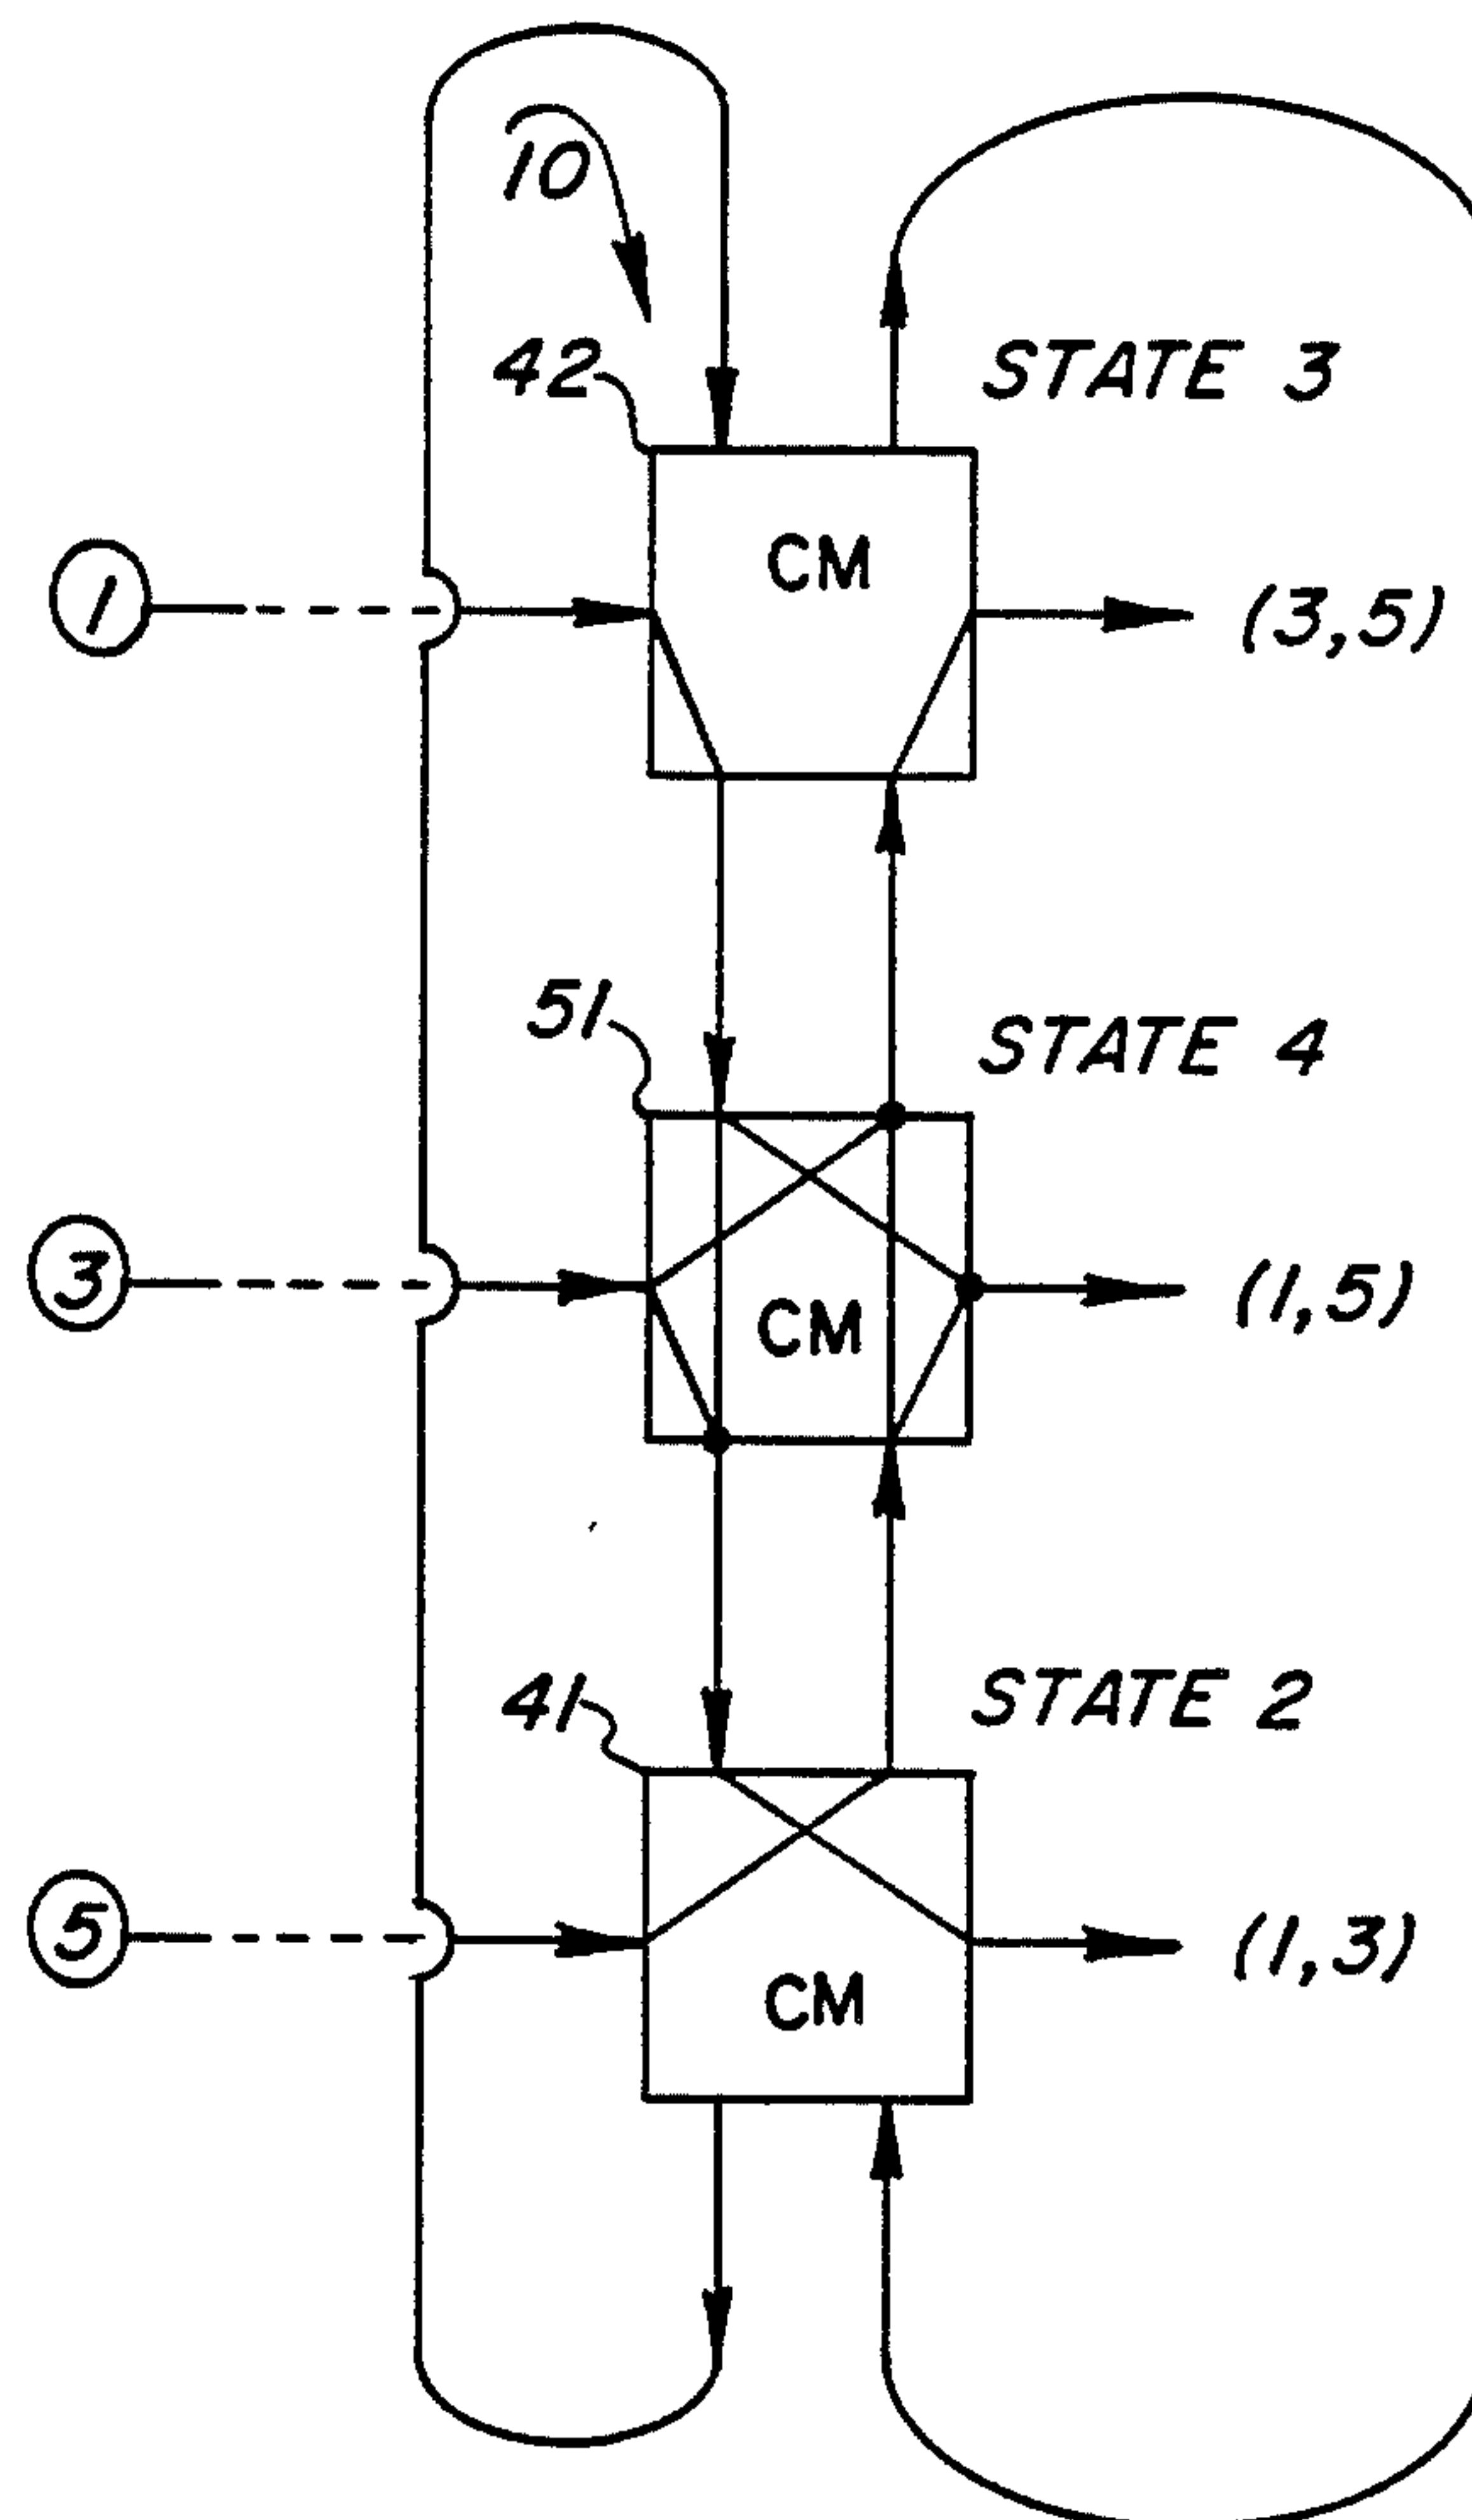 10
42
STATE 3
CM
1
(3,5)
51
STATE 4
3
CM
(1,5)
41
STATE 2
5
CM
(1,3)